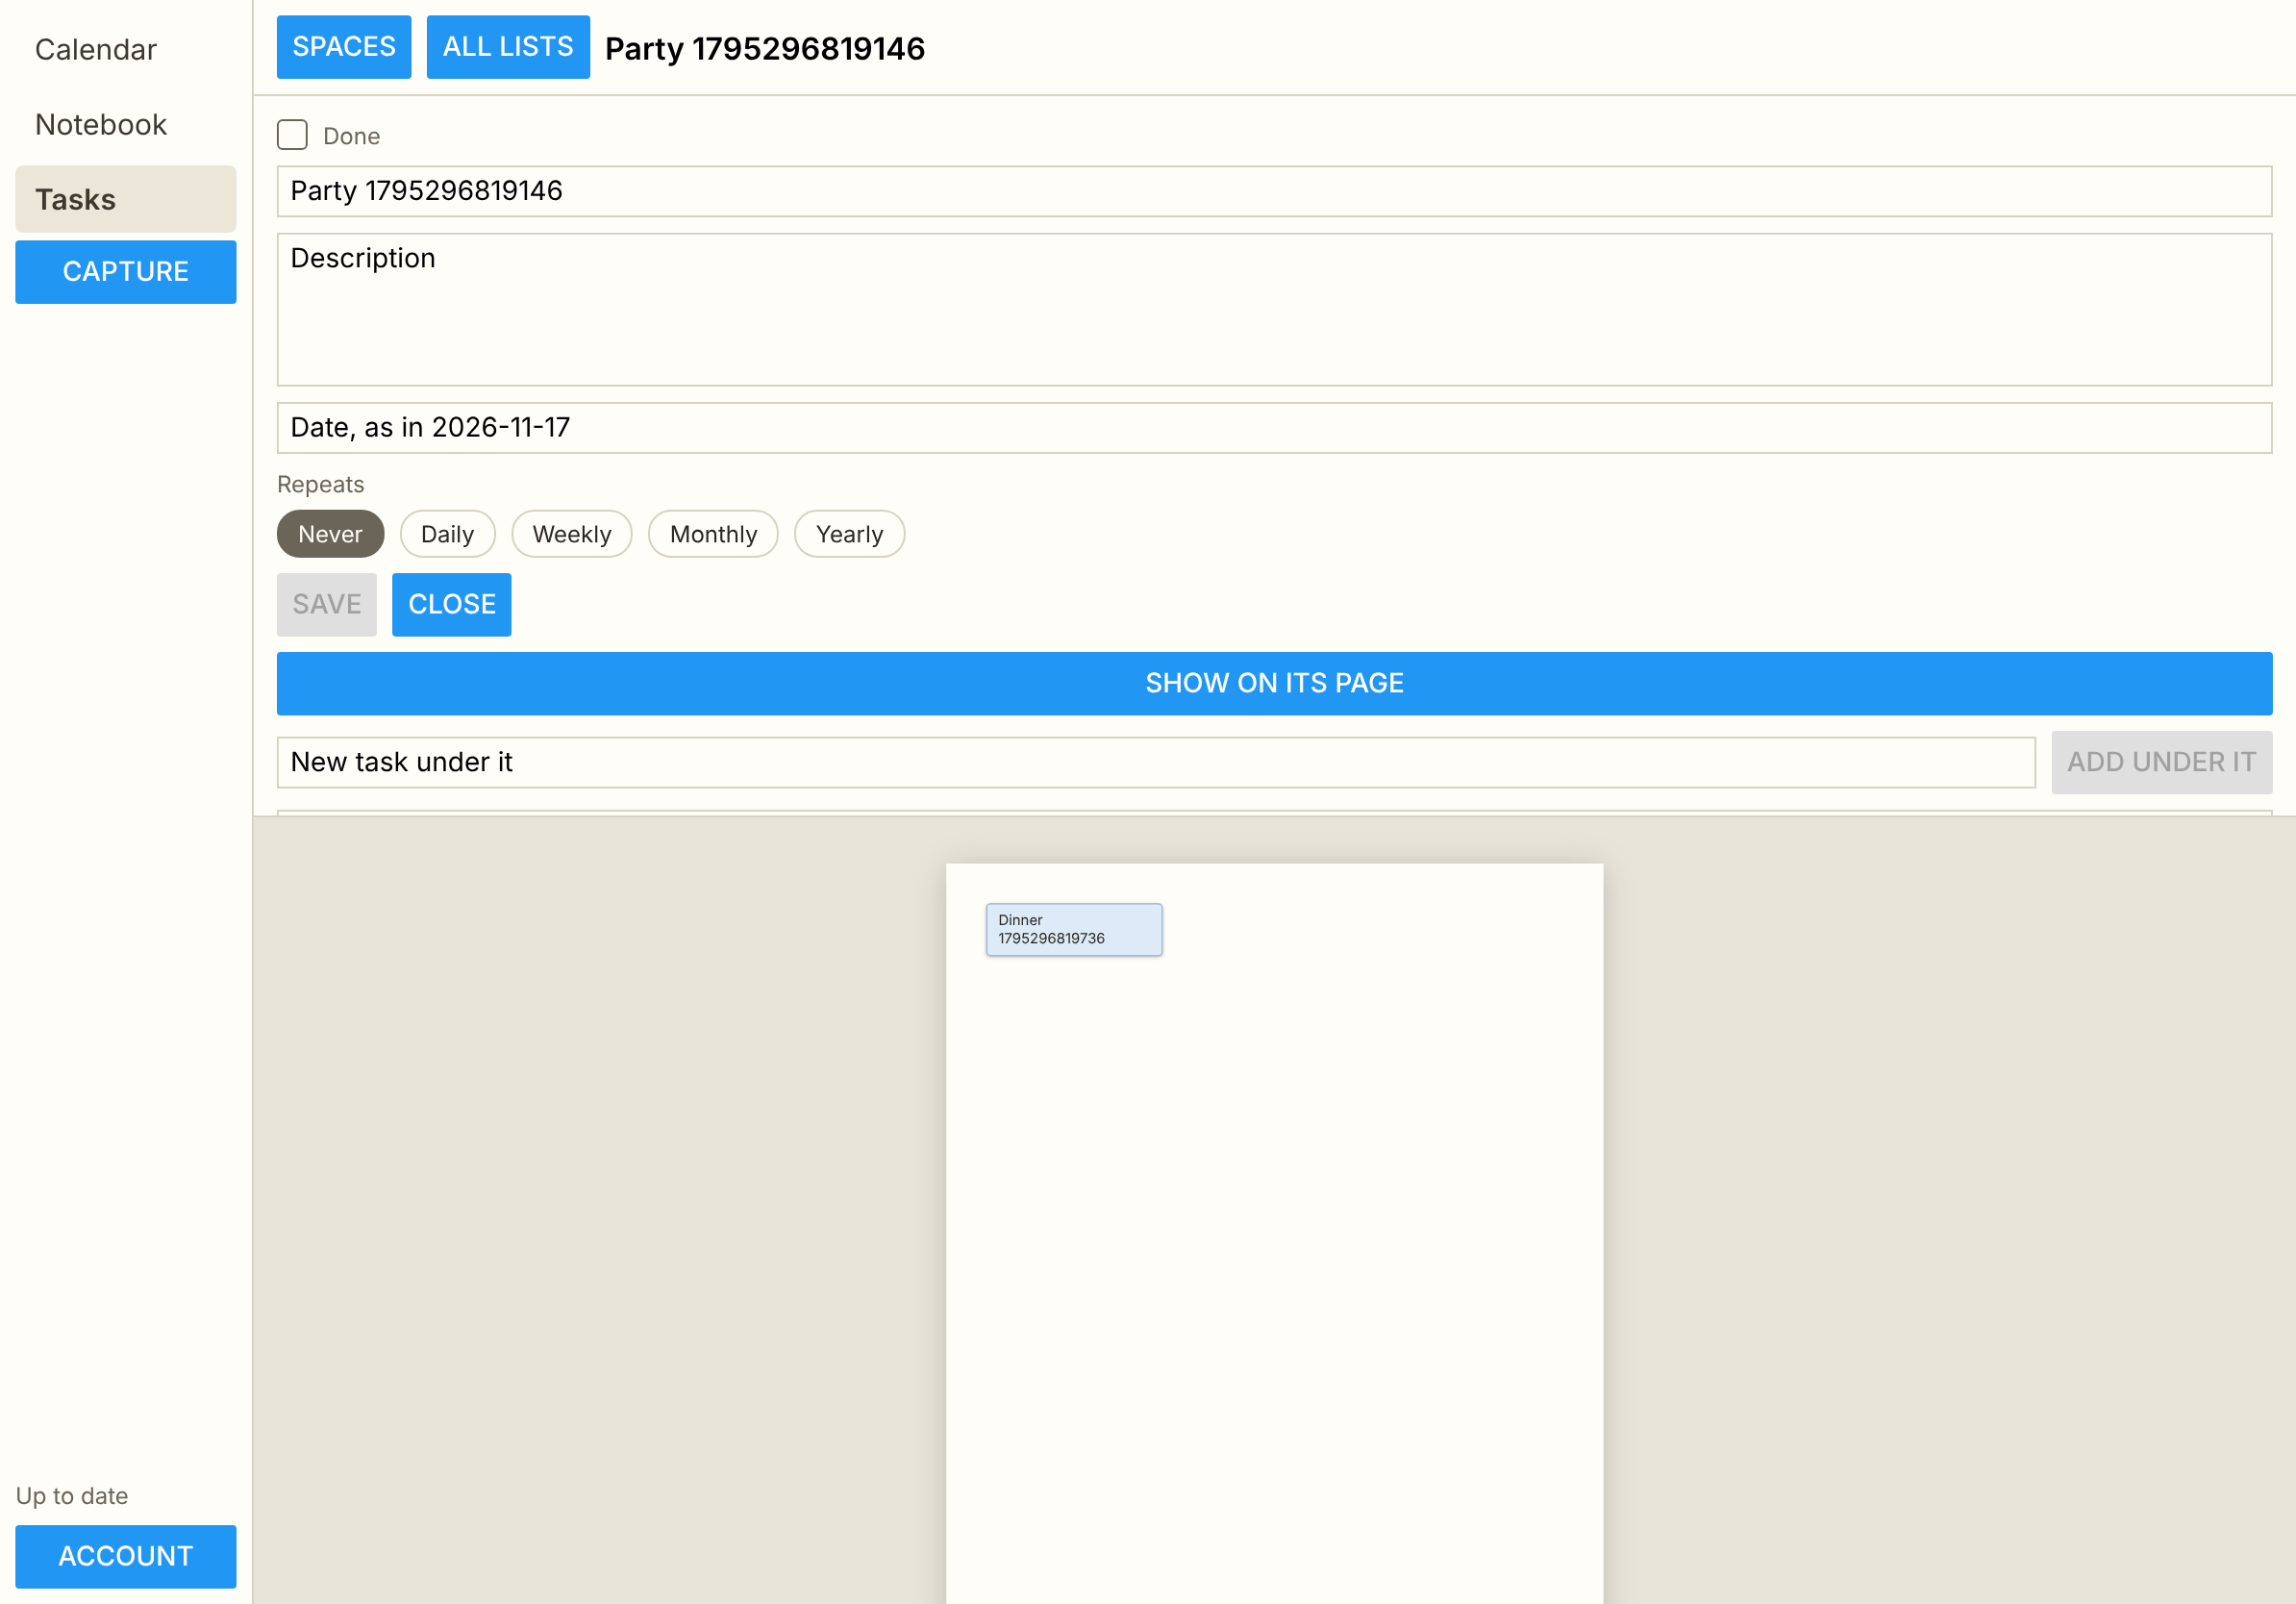 Calendar
Notebook
Tasks
CAPTURE
Up to date
ACCOUNT
SPACES
ALL LISTS
Party 1795296819146
Done
Party 1795296819146
Description
Date, as in 2026-11-17
Repeats
Never
Daily
Weekly
Monthly
Yearly
SAVE
CLOSE
SHOW ON ITS PAGE
New task under it
ADD UNDER IT
Dinner
1795296819736